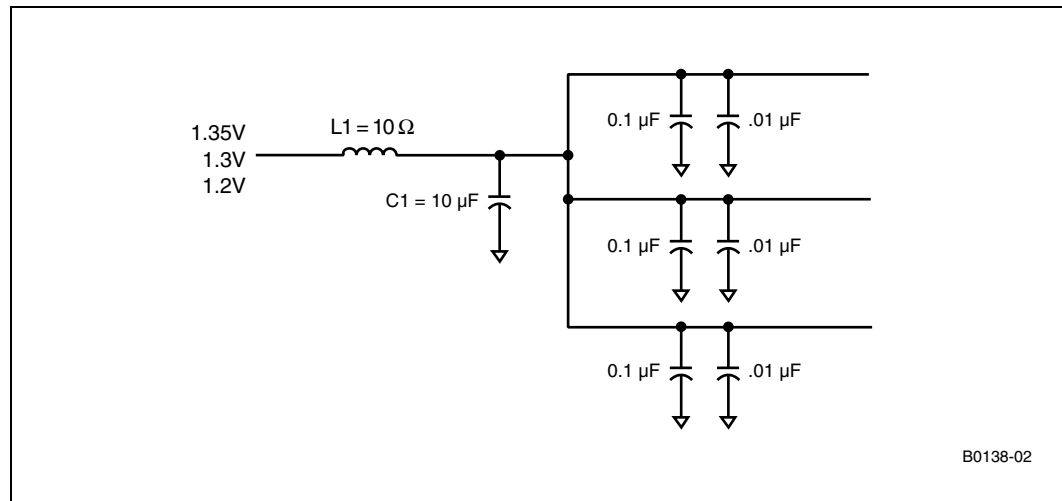 1.35V
1.3V
1.2V
L1 = 10 Ω
C1 = 10 µF
0.1 µF
.01 µF
0.1 µF
.01 µF
0.1 µF
.01 µF
B0138-02